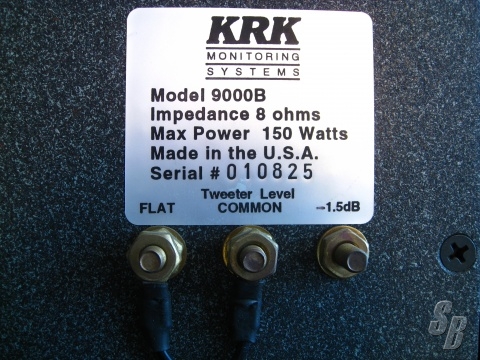 KRK
MONITORING
SYSTEMS
Model 9000B
Impedance 8 ohms
Max Power 150 Watts
Made in the U.S.A.
Serial # 010825
Tweeter Level
FLAT COMMON →1.5dB
SB